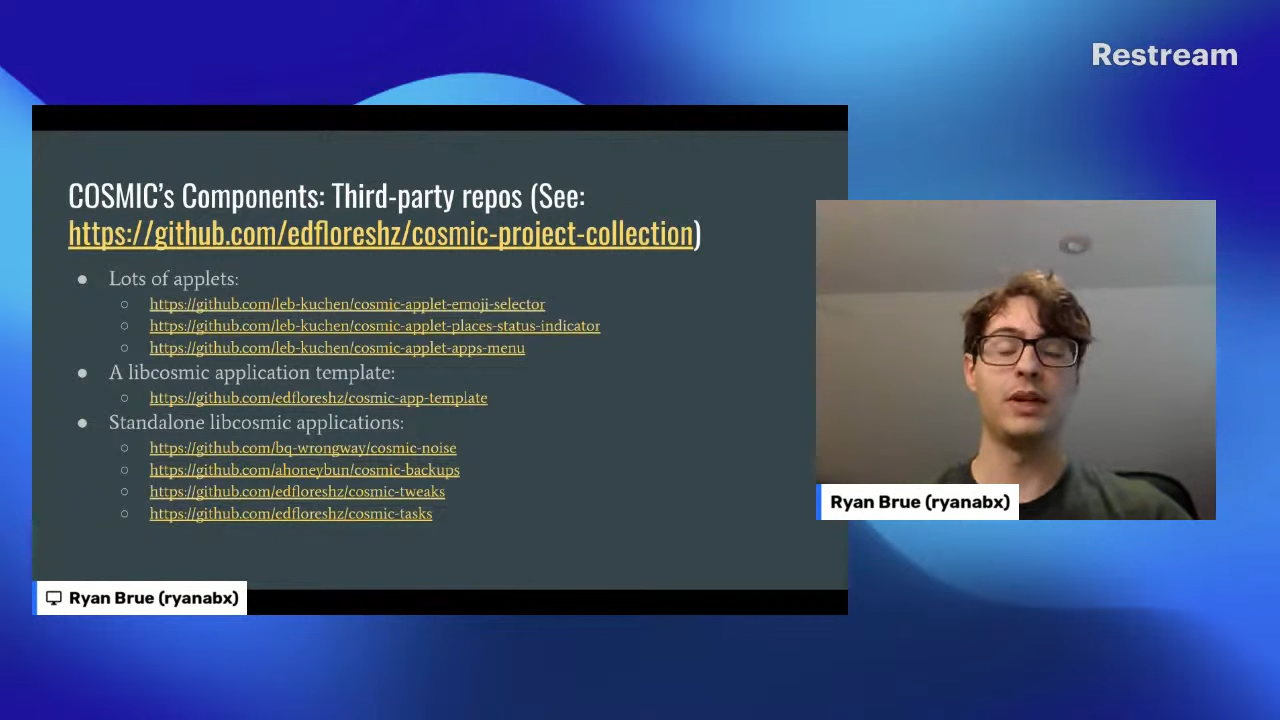 Restream
COSMIC’s Components: Third-party repos (See:
https://github.com/edfloreshz/cosmic-project-collection)
● Lots of applets:
○ https://github.com/leb-kuchen/cosmic-applet-emoji-selector
○ https://github.com/leb-kuchen/cosmic-applet-places-status-indicator
○ https://github.com/leb-kuchen/cosmic-applet-apps-menu
● A libcosmic application template:
○ https://github.com/edfloreshz/cosmic-app-template
● Standalone libcosmic applications:
○ https://github.com/bq-wrongway/cosmic-noise
○ https://github.com/ahoneybun/cosmic-backups
○ https://github.com/edfloreshz/cosmic-tweaks
○ https://github.com/edfloreshz/cosmic-tasks
Ryan Brue (ryanabx)
Ryan Brue (ryanabx)